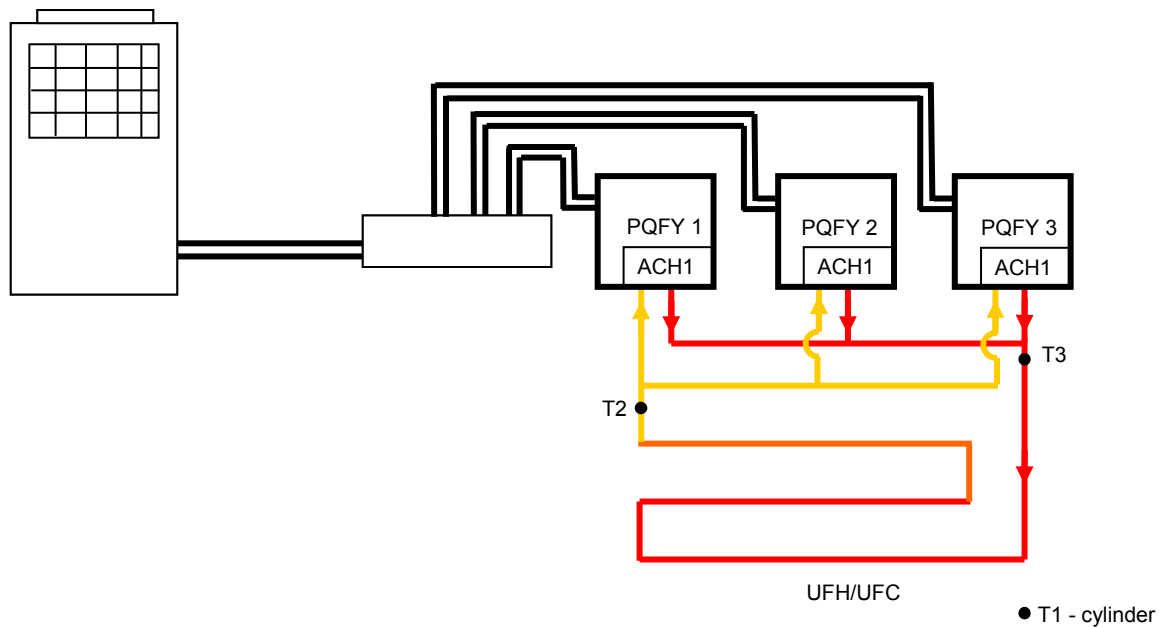 PQFY 1
PQFY 2
PQFY 3
ACH1
ACH1
ACH1
T3
T2
UFH/UFC
T1 - cylinder